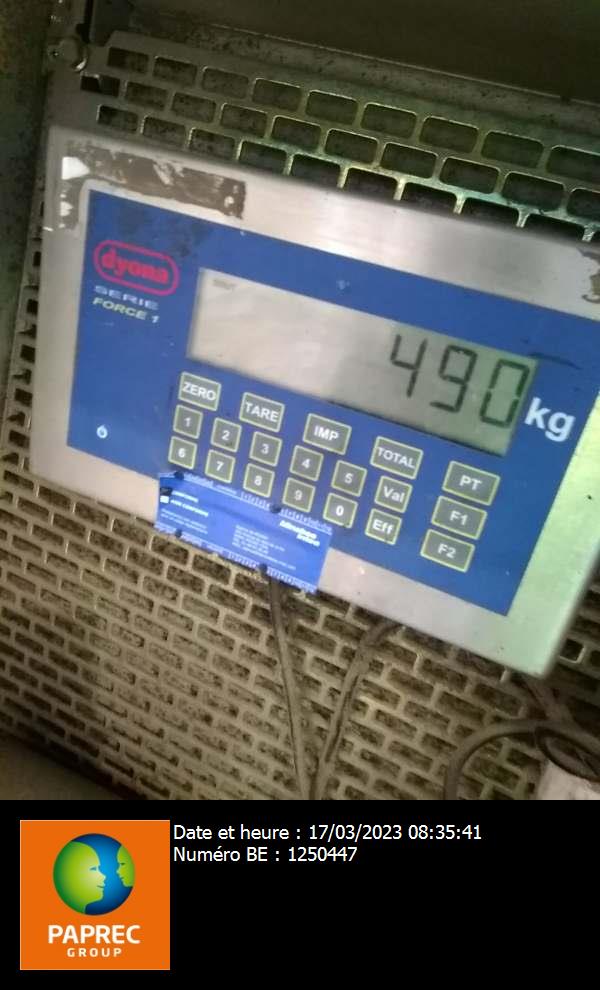 dyona
SERIE
FORCE 1
490 kg
ZERO TARE IMP TOTAL PT
1 2 3 4 5 Val F1
6 7 8 9 0 Eff F2
Date et heure : 17/03/2023 08:35:41
Numéro BE : 1250447
PAPREC
GROUP